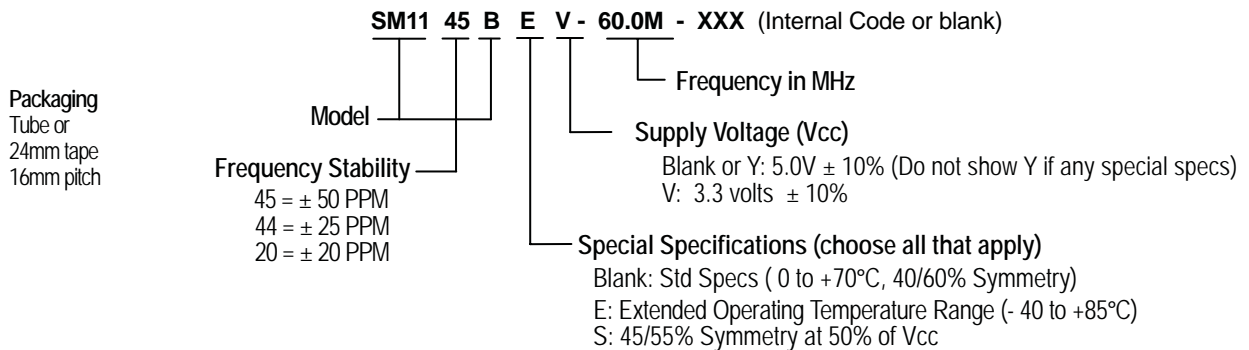 SM11 45 B E V - 60.0M - XXX (Internal Code or blank)
Frequency in MHz
Packaging
Tube or
24mm tape
16mm pitch
Model
Supply Voltage (Vcc)
Blank or Y: 5.0V ± 10% (Do not show Y if any special specs)
V: 3.3 volts ± 10%
Frequency Stability
45 = ± 50 PPM
44 = ± 25 PPM
20 = ± 20 PPM
Special Specifications (choose all that apply)
Blank: Std Specs ( 0 to +70°C, 40/60% Symmetry)
E: Extended Operating Temperature Range (- 40 to +85°C)
S: 45/55% Symmetry at 50% of Vcc